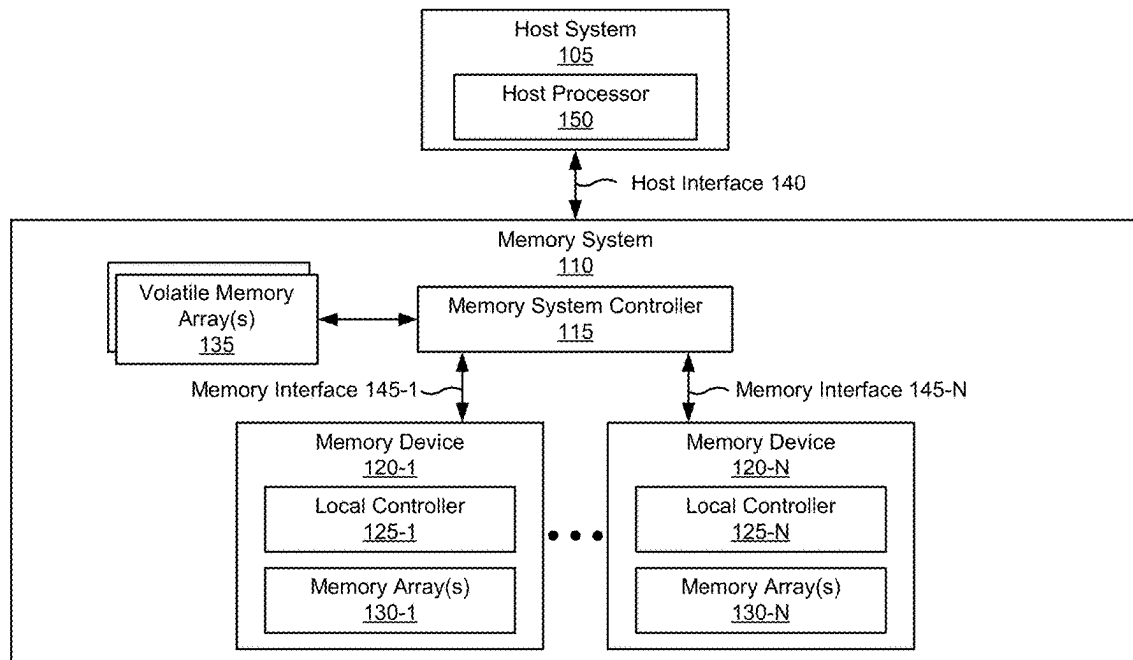 Host System
105
Host Processor
150
Host Interface 140
Memory System
110
Volatile Memory
Array(s)
135
Memory System Controller
115
Memory Interface 145-1
Memory Interface 145-N
Memory Device
120-1
Local Controller
125-1
Memory Array(s)
130-1
Memory Device
120-N
Local Controller
125-N
Memory Array(s)
130-N